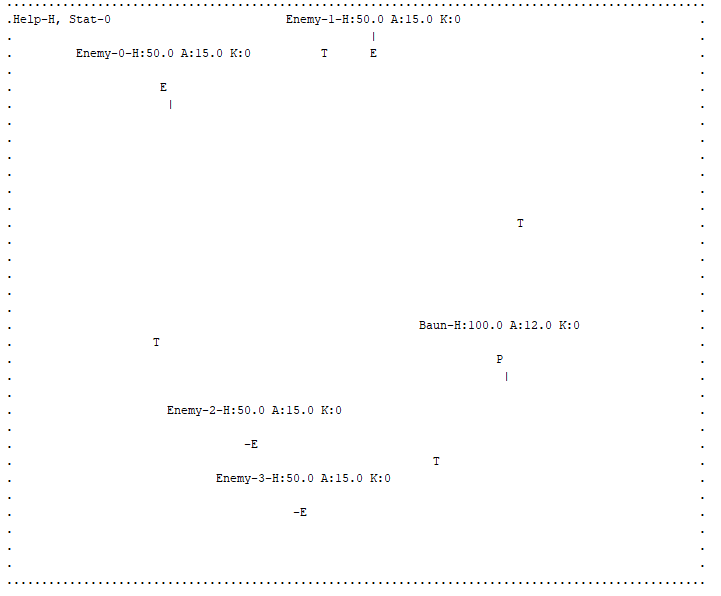 .Help-H, Stat-0 Enemy-1-H:50.0 A:15.0 K:0
|
Enemy-0-H:50.0 A:15.0 K:0 T E
E
|
T
Baun-H:100.0 A:12.0 K:0
T
P
|
Enemy-2-H:50.0 A:15.0 K:0
-E
T
Enemy-3-H:50.0 A:15.0 K:0
-E